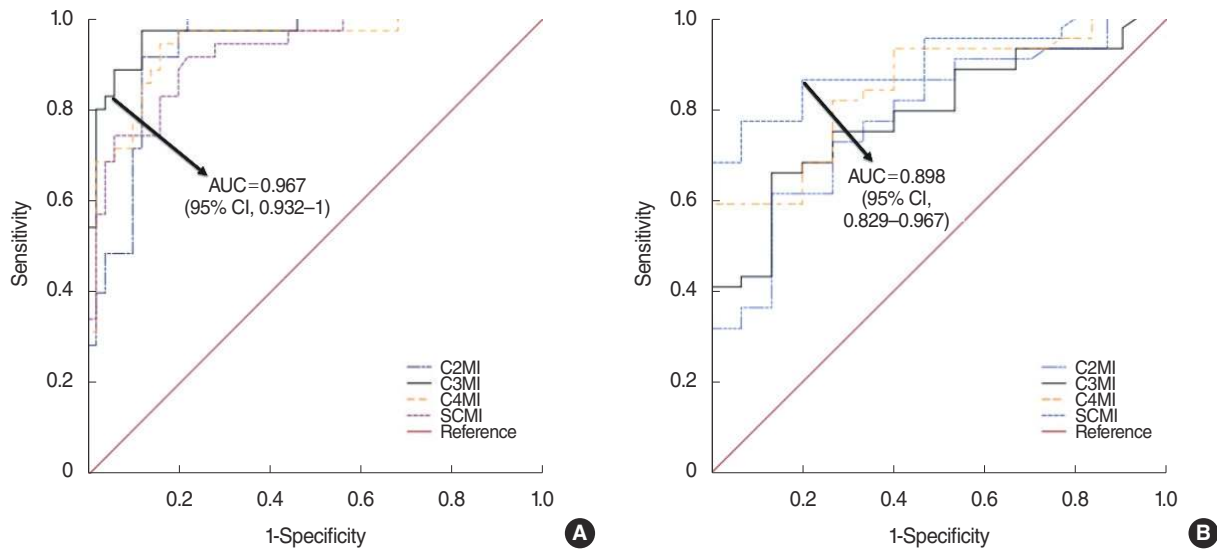 1.0
0.8
0.6
0.4
0.2
0
Sensitivity
AUC=0.967
(95% CI, 0.932–1)
C2MI
C3MI
C4MI
SCMI
Reference
0.2
0.4
0.6
0.8
1.0
1-Specificity
A
1.0
0.8
0.6
0.4
0.2
0
Sensitivity
AUC=0.898
(95% CI,
0.829–0.967)
C2MI
C3MI
C4MI
SCMI
Reference
0.2
0.4
0.6
0.8
1.0
1-Specificity
B